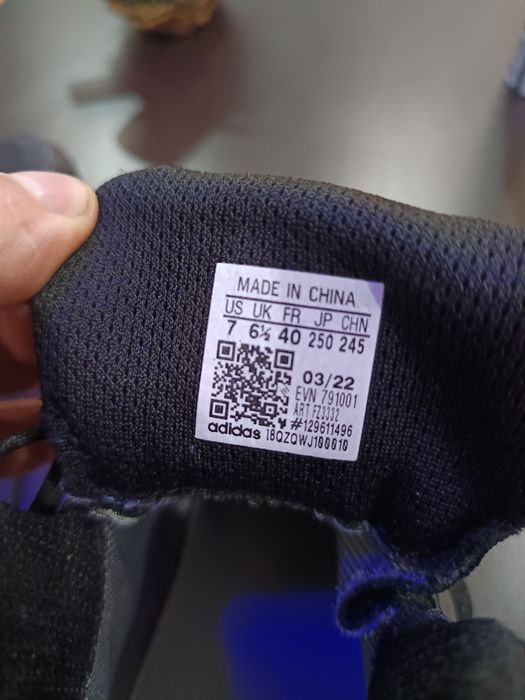 MADE IN CHINA
US UK FR JP CHN
7 6½ 40 250 245
03/22
EVN 791001
ART FZ3332
#129611496
adidas I8QZQWJ100010